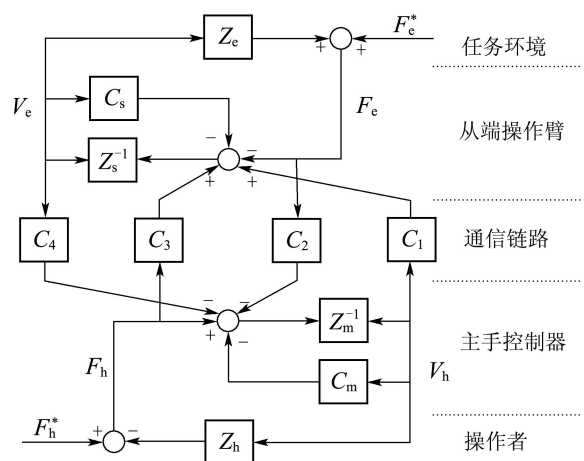 Z_e
F_e^*
任务环境
+ +
V_e
C_s
F_e
从端操作臂
− −
Z_s^{-1}
+ +
C_4
C_3
C_2
C_1
通信链路
− −
+
Z_m^{-1}
主手控制器
−
F_h
C_m
V_h
F_h^*
+ −
Z_h
操作者